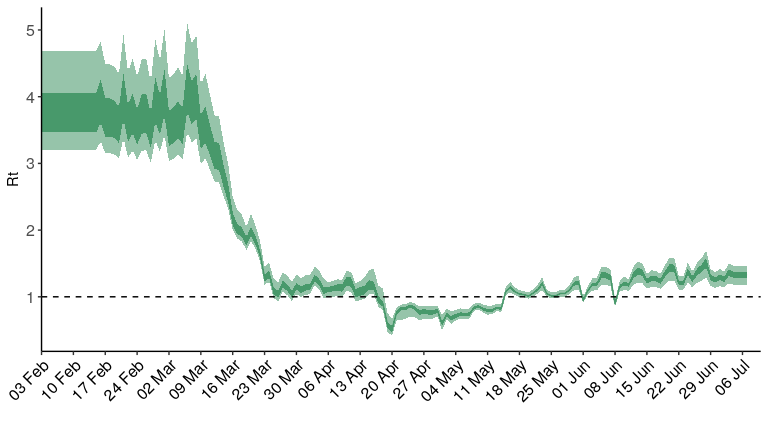 5
4
3
2
1
Rt
03 Feb
10 Feb
17 Feb
24 Feb
02 Mar
09 Mar
16 Mar
23 Mar
30 Mar
06 Apr
13 Apr
20 Apr
27 Apr
04 May
11 May
18 May
25 May
01 Jun
08 Jun
15 Jun
22 Jun
29 Jun
06 Jul